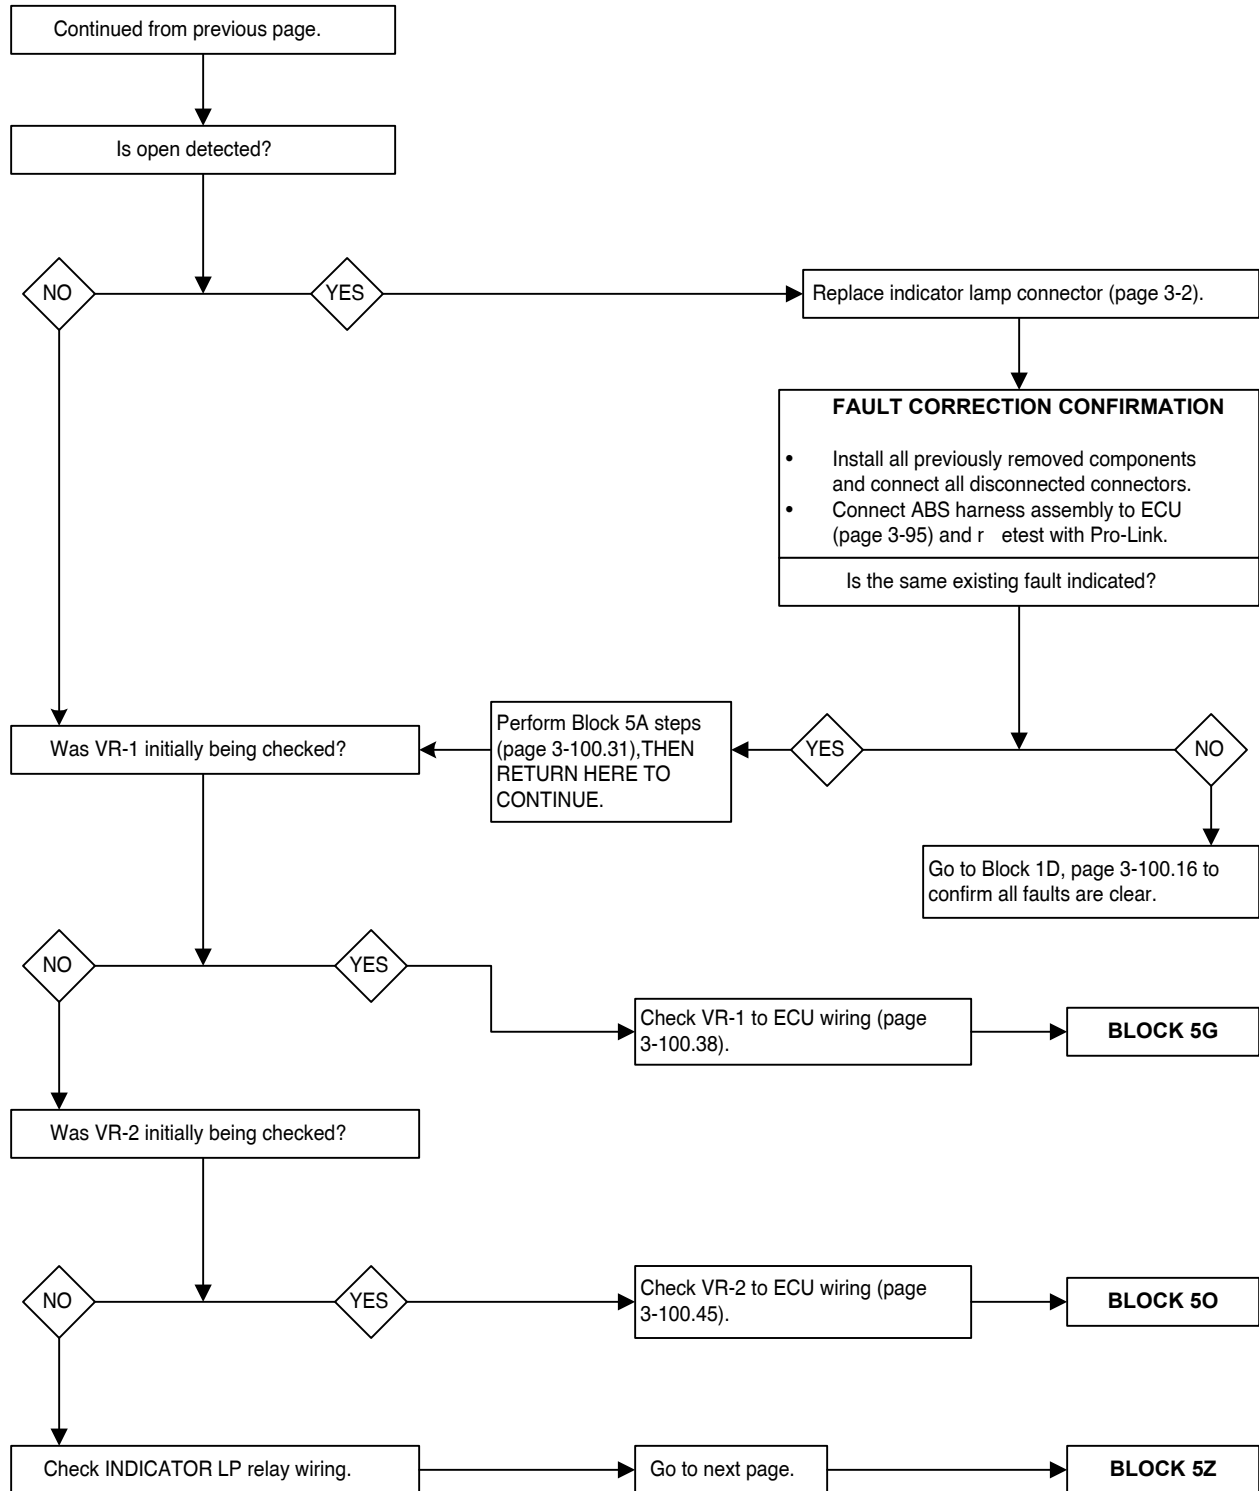 Continued from previous page.
Is open detected?
NO
YES
Replace indicator lamp connector (page 3-2).
FAULT CORRECTION CONFIRMATION
• Install all previously removed components
and connect all disconnected connectors.
• Connect ABS harness assembly to ECU
(page 3-95) and r etest with Pro-Link.
Is the same existing fault indicated?
Was VR-1 initially being checked?
Perform Block 5A steps
(page 3-100.31),THEN
RETURN HERE TO
CONTINUE.
YES
NO
Go to Block 1D, page 3-100.16 to
confirm all faults are clear.
NO
YES
Check VR-1 to ECU wiring (page
3-100.38).
BLOCK 5G
Was VR-2 initially being checked?
NO
YES
Check VR-2 to ECU wiring (page
3-100.45).
BLOCK 5O
Check INDICATOR LP relay wiring.
Go to next page.
BLOCK 5Z